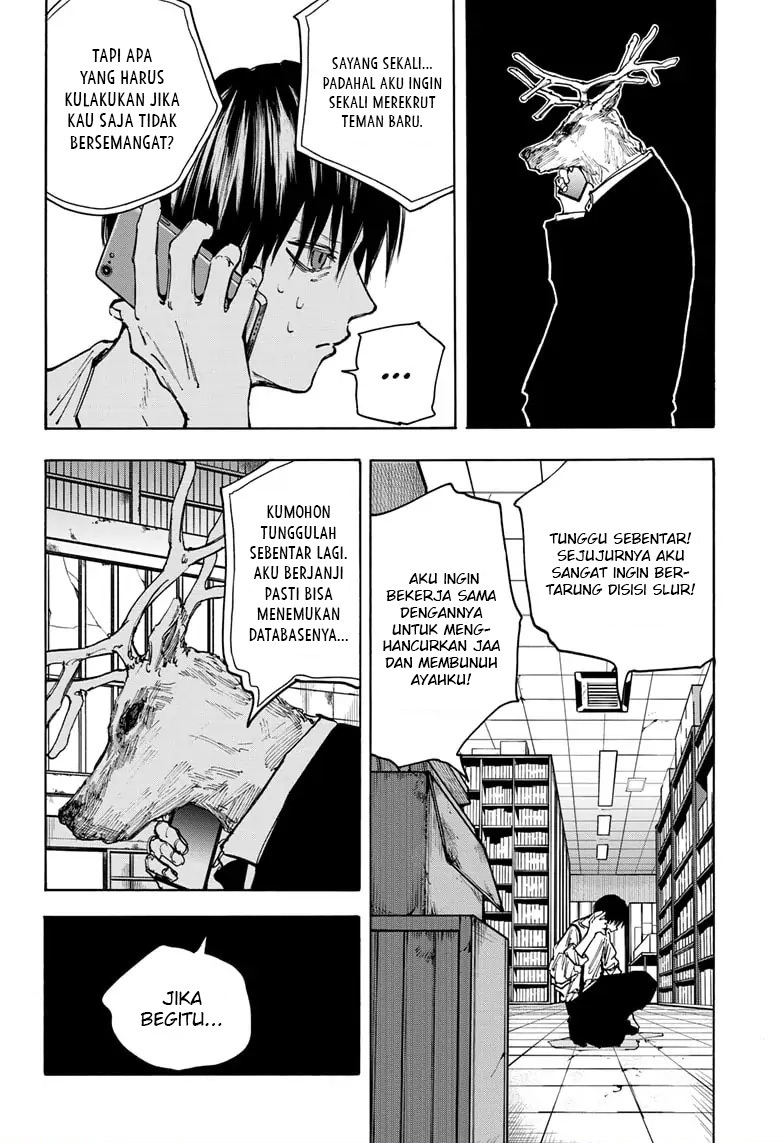 SAYANG SEKALI...
PADAHAL AKU INGIN
SEKALI MEREKRUT
TEMAN BARU.
TAPI APA
YANG HARUS
KULAKUKAN JIKA
KAU SAJA TIDAK
BERSEMANGAT?
...
TUNGGU SEBENTAR!
SEJUJURNYA AKU
SANGAT INGIN BER-
TARUNG DISISI SLUR!
AKU INGIN
BEKERJA SAMA
DENGANNYA
UNTUK MENG-
HANCURKAN JAA
DAN MEMBUNUH
AYAHKU!
KUMOHON
TUNGGULAH
SEBENTAR LAGI.
AKU BERJANJI
PASTI BISA
MENEMUKAN
DATABASENYA...
JIKA
BEGITU...